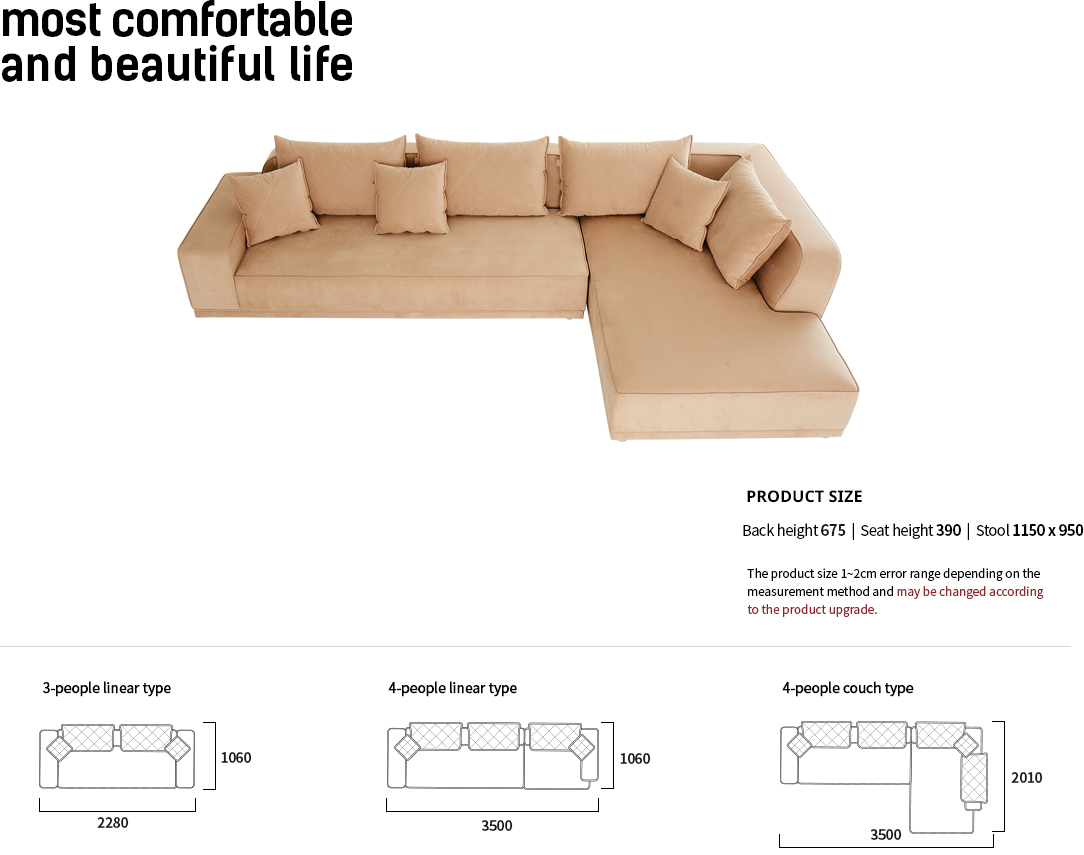 most comfortable
and beautiful life
PRODUCT SIZE
Back height 675 | Seat height 390 | Stool 1150 x 950
The product size 1~2cm error range depending on the
measurement method and may be changed according
to the product upgrade.
3-people linear type
4-people linear type
4-people couch type
1060
1060
2010
2280
3500
3500